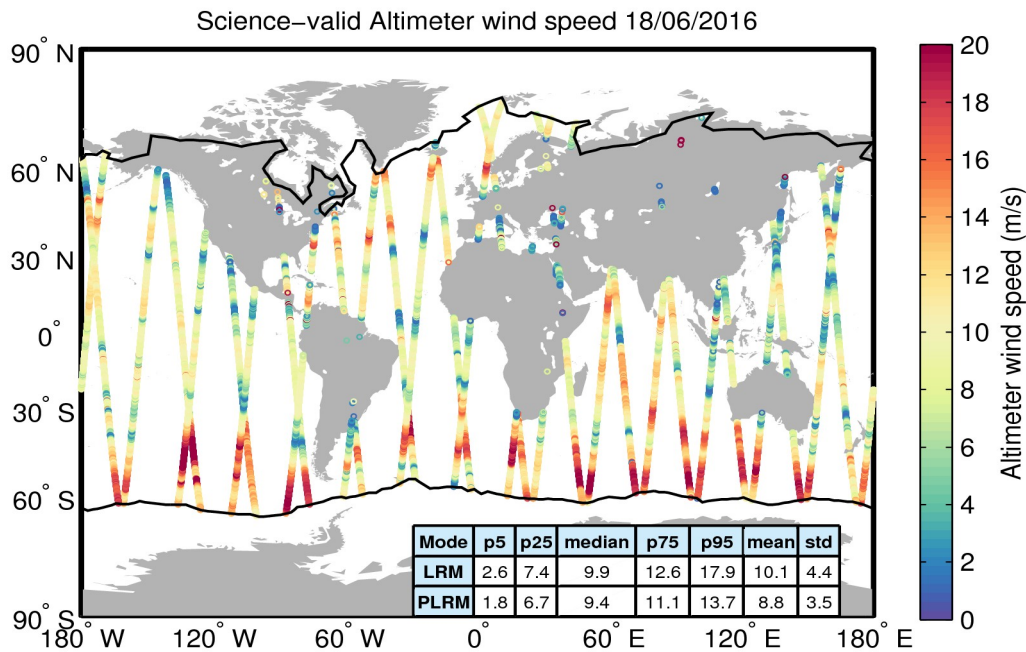 Science−valid Altimeter wind speed 18/06/2016
90° N
60° N
30° N
0°
30° S
60° S
90° S
180° W
120° W
60° W
0°
60° E
120° E
180° E
Mode p5 p25 median p75 p95 mean std
LRM 2.6 7.4 9.9 12.6 17.9 10.1 4.4
PLRM 1.8 6.7 9.4 11.1 13.7 8.8 3.5
20
18
16
14
12
10
8
6
4
2
0
Altimeter wind speed (m/s)